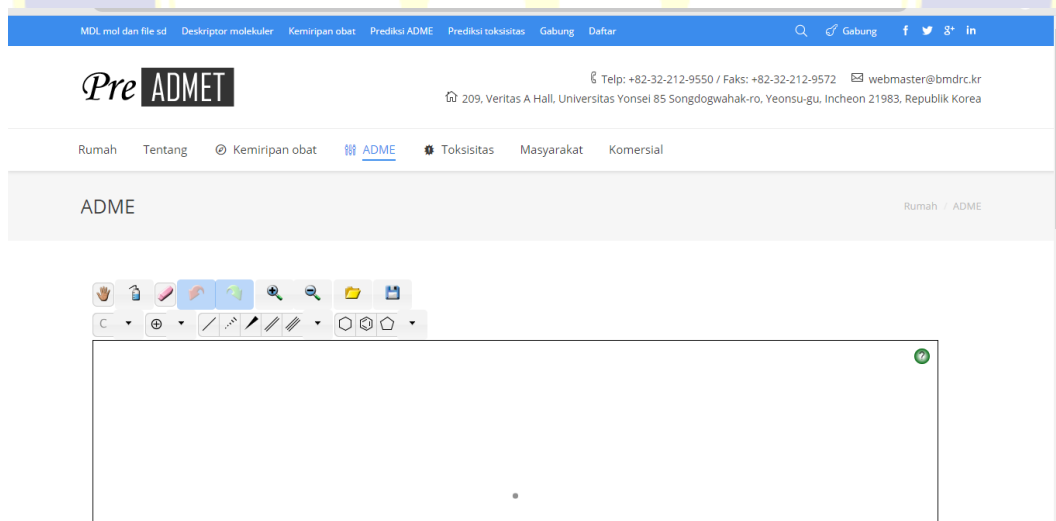 MDL mol dan file sd Deskriptor molekuler Kemiripan obat Prediksi ADME Prediksi toksisitas Gabung Daftar Gabung f g+ in
Pre ADMET
Telp: +82-32-212-9550 / Faks: +82-32-212-9572 webmaster@bmdrc.kr
209, Veritas A Hall, Universitas Yonsei 85 Songdogwahak-ro, Yeonsu-gu, Incheon 21983, Republik Korea
Rumah Tentang Kemiripan obat ADME Toksisitas Masyarakat Komersial
ADME Rumah / ADME
C
?